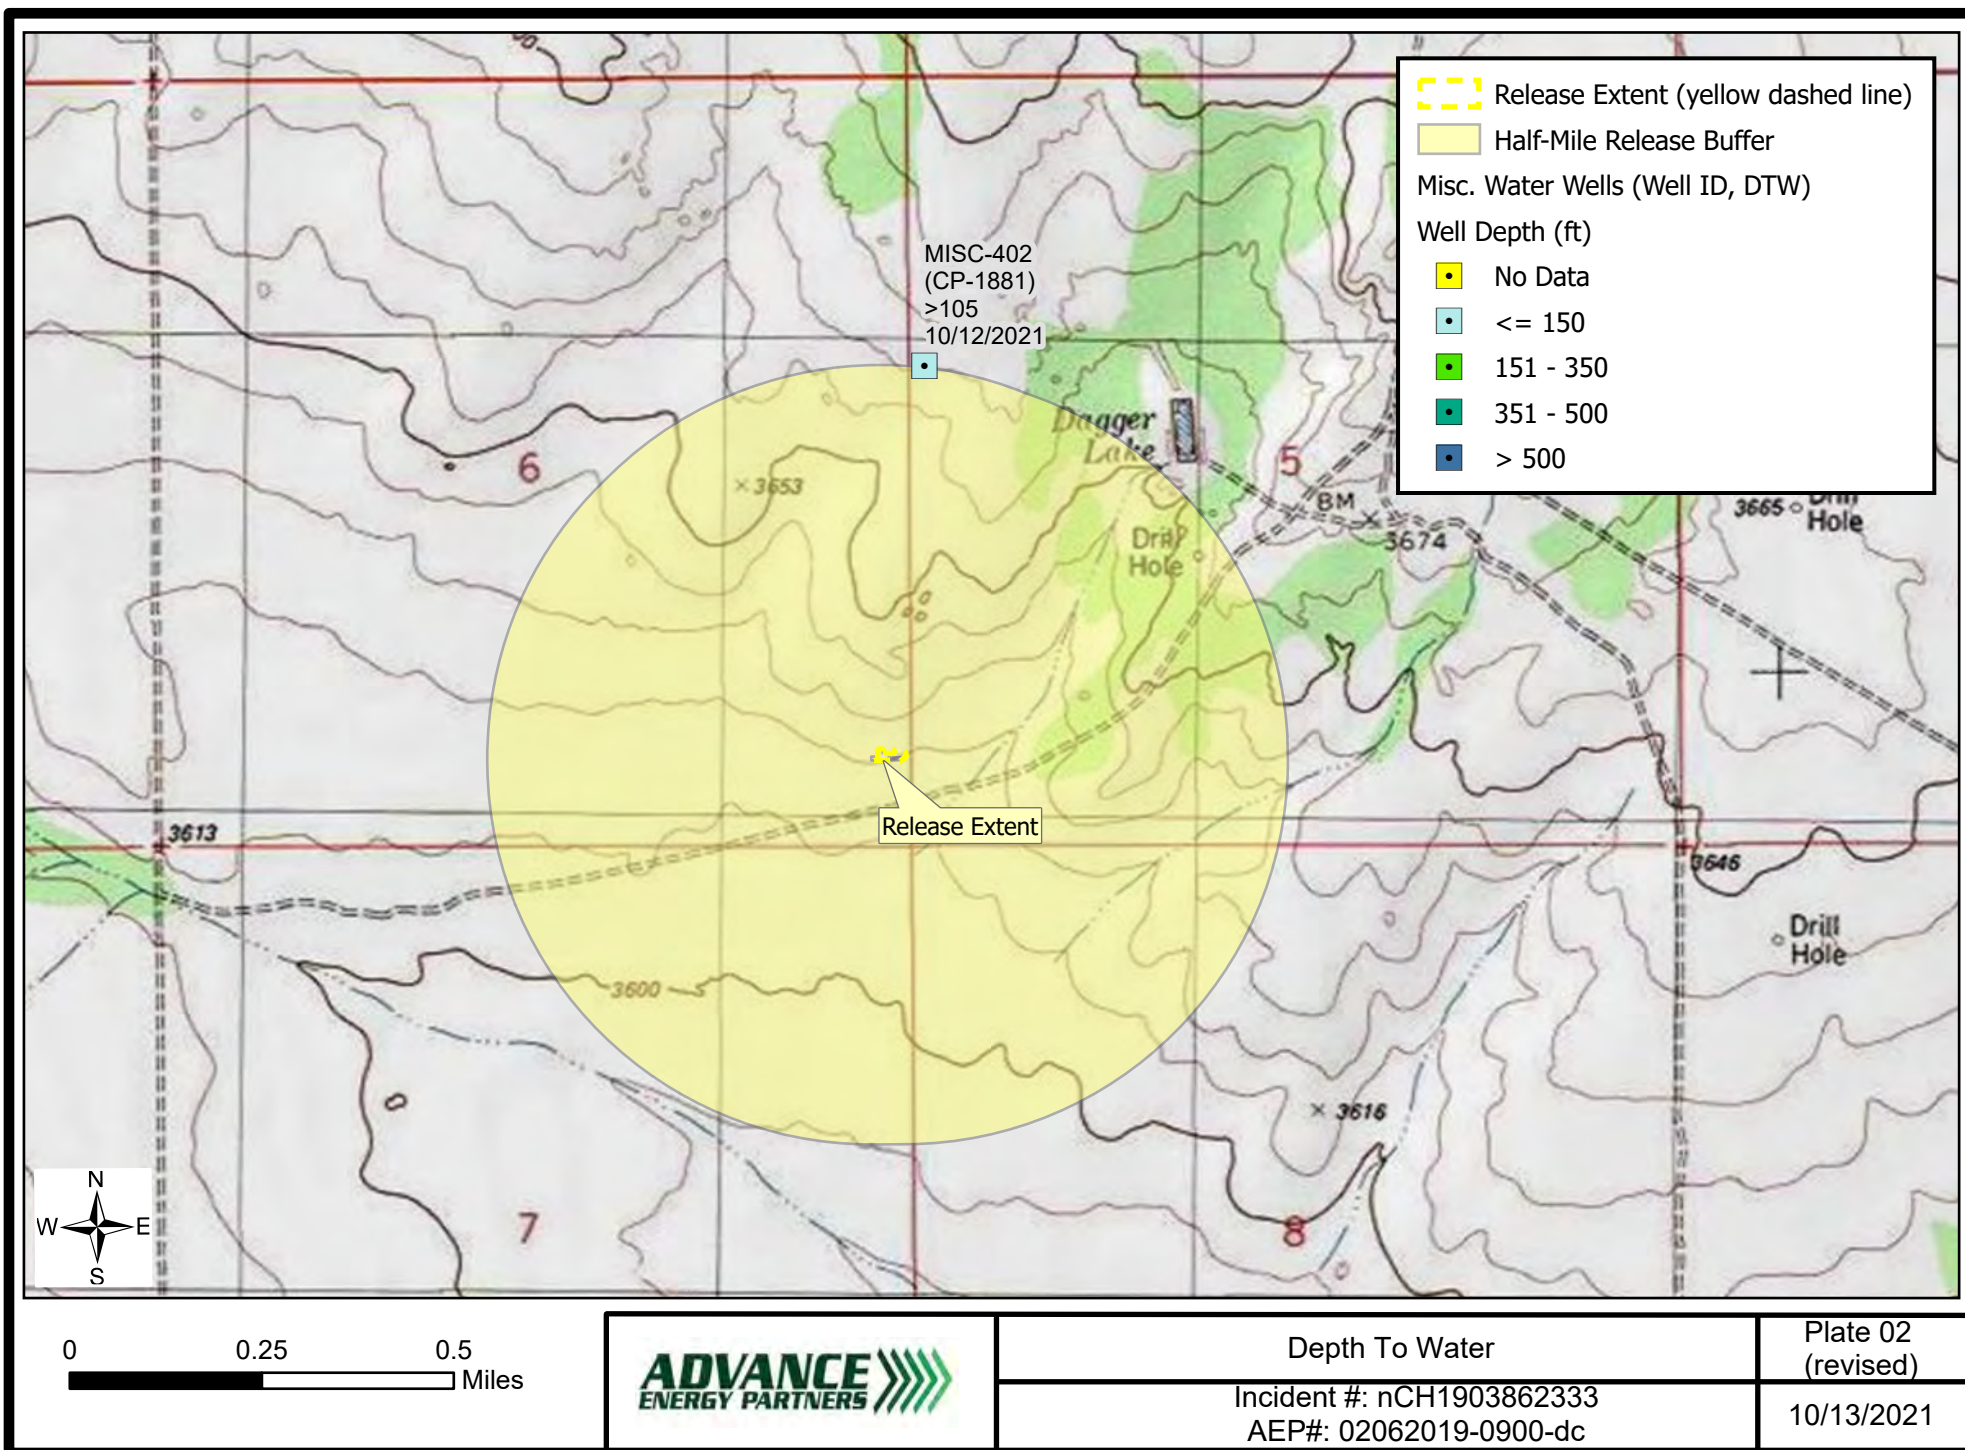 Release Extent (yellow dashed line)
Half-Mile Release Buffer
Misc. Water Wells (Well ID, DTW)
Well Depth (ft)
No Data
<= 150
151 - 350
351 - 500
> 500
MISC-402
(CP-1881)
>105
10/12/2021
Dagger
Lake
6
5
3653
BM
3674
3665
Drill
Hole
Drill
Hole
Release Extent
3613
3646
Drill
Hole
3600
3616
7
8
N
W
E
S
0
0.25
0.5
Miles
ADVANCE
ENERGY PARTNERS
Depth To Water
Incident #: nCH1903862333
AEP#: 02062019-0900-dc
Plate 02
(revised)
10/13/2021